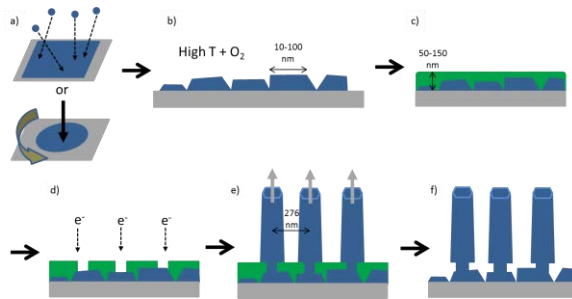 a)
or
b)
High T + O₂
10-100
nm
c)
50-150
nm
d)
e⁻
e⁻
e⁻
e)
276
nm
f)